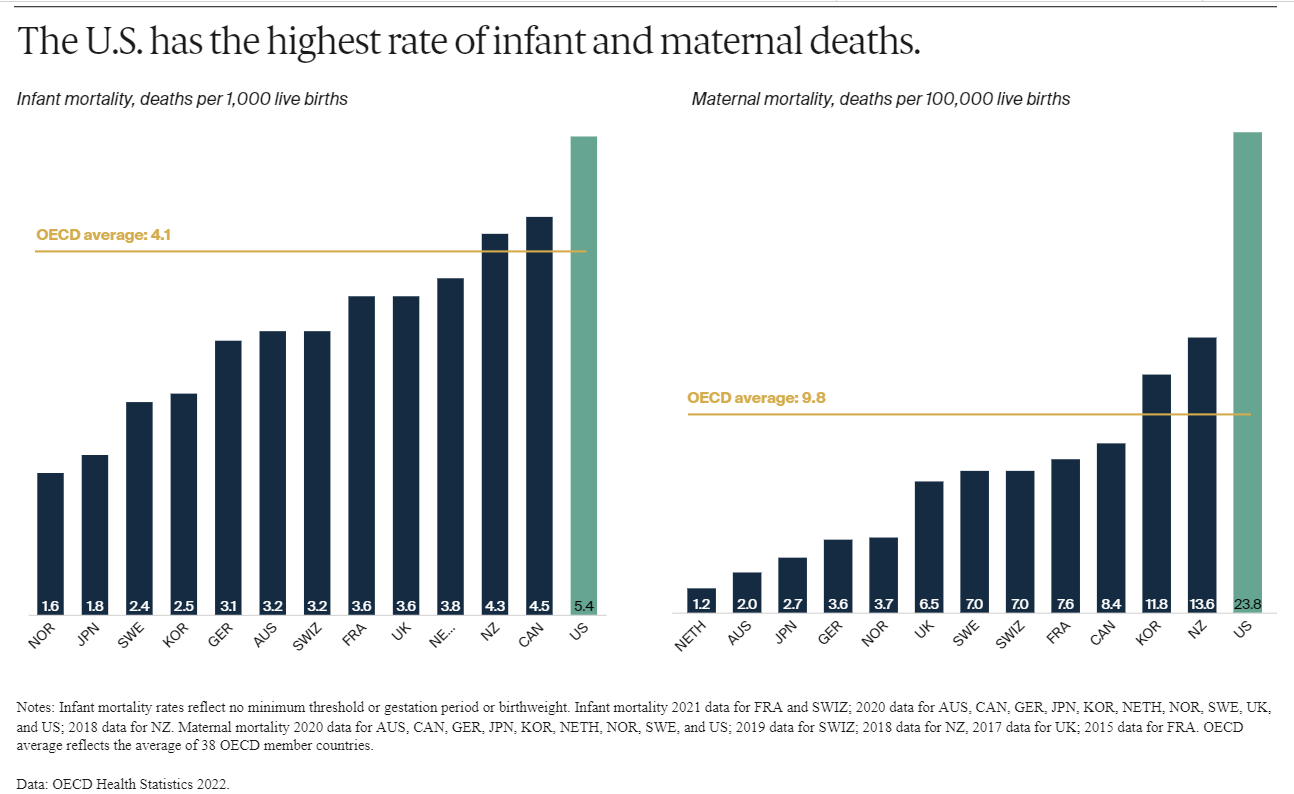 The U.S. has the highest rate of infant and maternal deaths.
Infant mortality, deaths per 1,000 live births
OECD average: 4.1
1.6 1.8 2.4 2.5 3.1 3.2 3.2 3.6 3.6 3.8 4.3 4.5 5.4
NOR JPN SWE KOR GER AUS SWIZ FRA UK NE... NZ CAN US
Maternal mortality, deaths per 100,000 live births
OECD average: 9.8
1.2 2.0 2.7 3.6 3.7 6.5 7.0 7.0 7.6 8.4 11.8 13.6 23.8
NETH AUS JPN GER NOR UK SWE SWIZ FRA CAN KOR NZ US
Notes: Infant mortality rates reflect no minimum threshold or gestation period or birthweight. Infant mortality 2021 data for FRA and SWIZ; 2020 data for AUS, CAN, GER, JPN, KOR, NETH, NOR, SWE, UK,
and US; 2018 data for NZ. Maternal mortality 2020 data for AUS, CAN, GER, JPN, KOR, NETH, NOR, SWE, and US; 2019 data for SWIZ; 2018 data for NZ, 2017 data for UK; 2015 data for FRA. OECD
average reflects the average of 38 OECD member countries.
Data: OECD Health Statistics 2022.